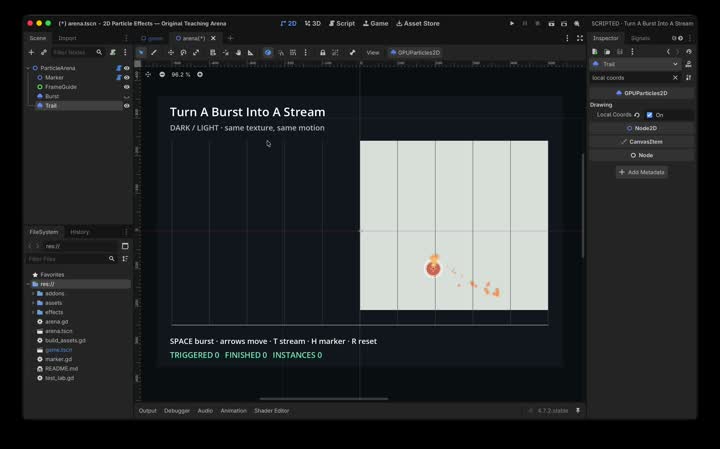 (*) arena.tscn - 2D Particle Effects — Original Teaching Arena
2D 3D Script Game Asset Store
SCRIPTED · Turn A Burst Into A Stream
Scene Import
Filter Nodes
ParticleArena
Marker
FrameGuide
Burst
Trail
FileSystem History
res://
Filter Files
Favorites
res://
addons
assets
effects
arena.gd
arena.tscn
build_assets.gd
game.tscn
marker.gd
README.md
test_lab.gd
game arena(*)
View GPUParticles2D
96.2 %
Turn A Burst Into A Stream
DARK / LIGHT · same texture, same motion
SPACE burst · arrows move · T stream · H marker · R reset
TRIGGERED 0 FINISHED 0 INSTANCES 0
Output Debugger Audio Animation Shader Editor
4.7.2.stable
Inspector Signals
Trail
local coords
GPUParticles2D
Drawing
Local Coords On
Node2D
CanvasItem
Node
Add Metadata